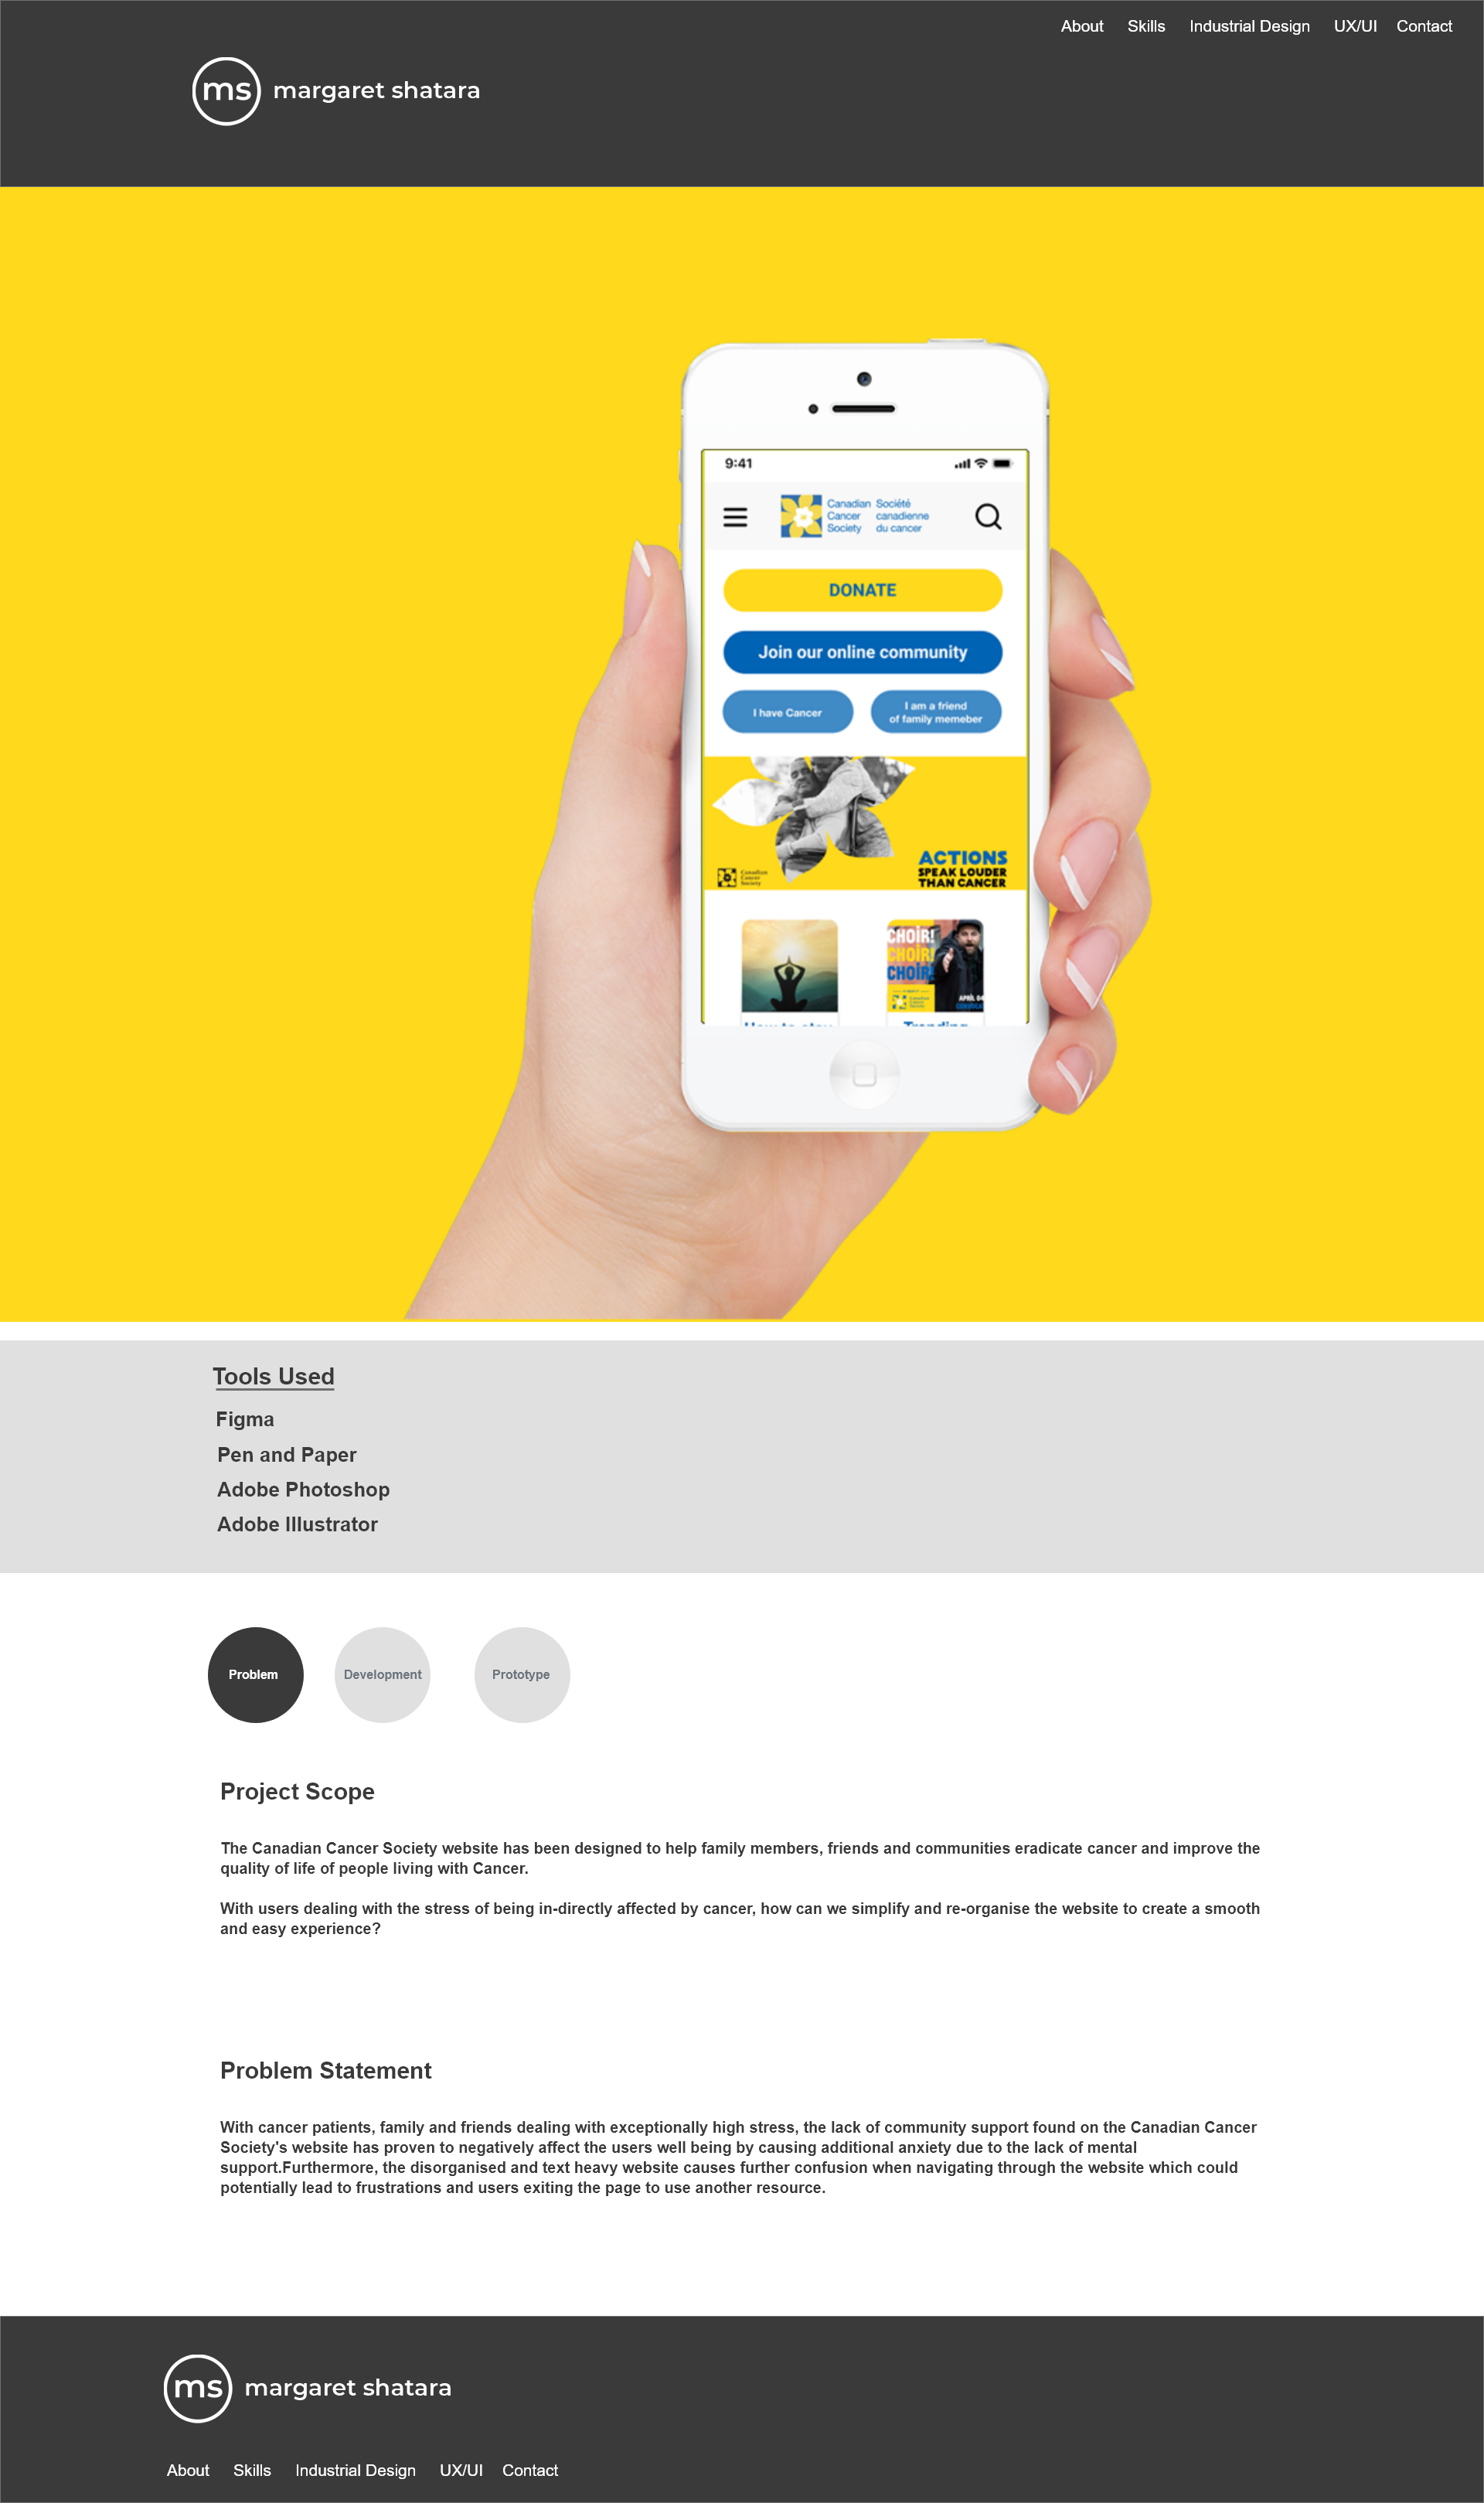 About Skills Industrial Design UX/UI Contact
ms margaret shatara
9:41
Canadian Société
Cancer canadienne
Society du cancer
DONATE
Join our online community
I have Cancer
I am a friend
of family memeber
ACTIONS
SPEAK LOUDER
THAN CANCER
Canadian
Cancer
Society
CHOIR!
CHOIR!
CHOIR!
APRIL 04
How to stay
Trending
Tools Used
Figma
Pen and Paper
Adobe Photoshop
Adobe Illustrator
Problem Development Prototype
Project Scope
The Canadian Cancer Society website has been designed to help family members, friends and communities eradicate cancer and improve the
quality of life of people living with Cancer.
With users dealing with the stress of being in-directly affected by cancer, how can we simplify and re-organise the website to create a smooth
and easy experience?
Problem Statement
With cancer patients, family and friends dealing with exceptionally high stress, the lack of community support found on the Canadian Cancer
Society's website has proven to negatively affect the users well being by causing additional anxiety due to the lack of mental
support.Furthermore, the disorganised and text heavy website causes further confusion when navigating through the website which could
potentially lead to frustrations and users exiting the page to use another resource.
ms margaret shatara
About Skills Industrial Design UX/UI Contact